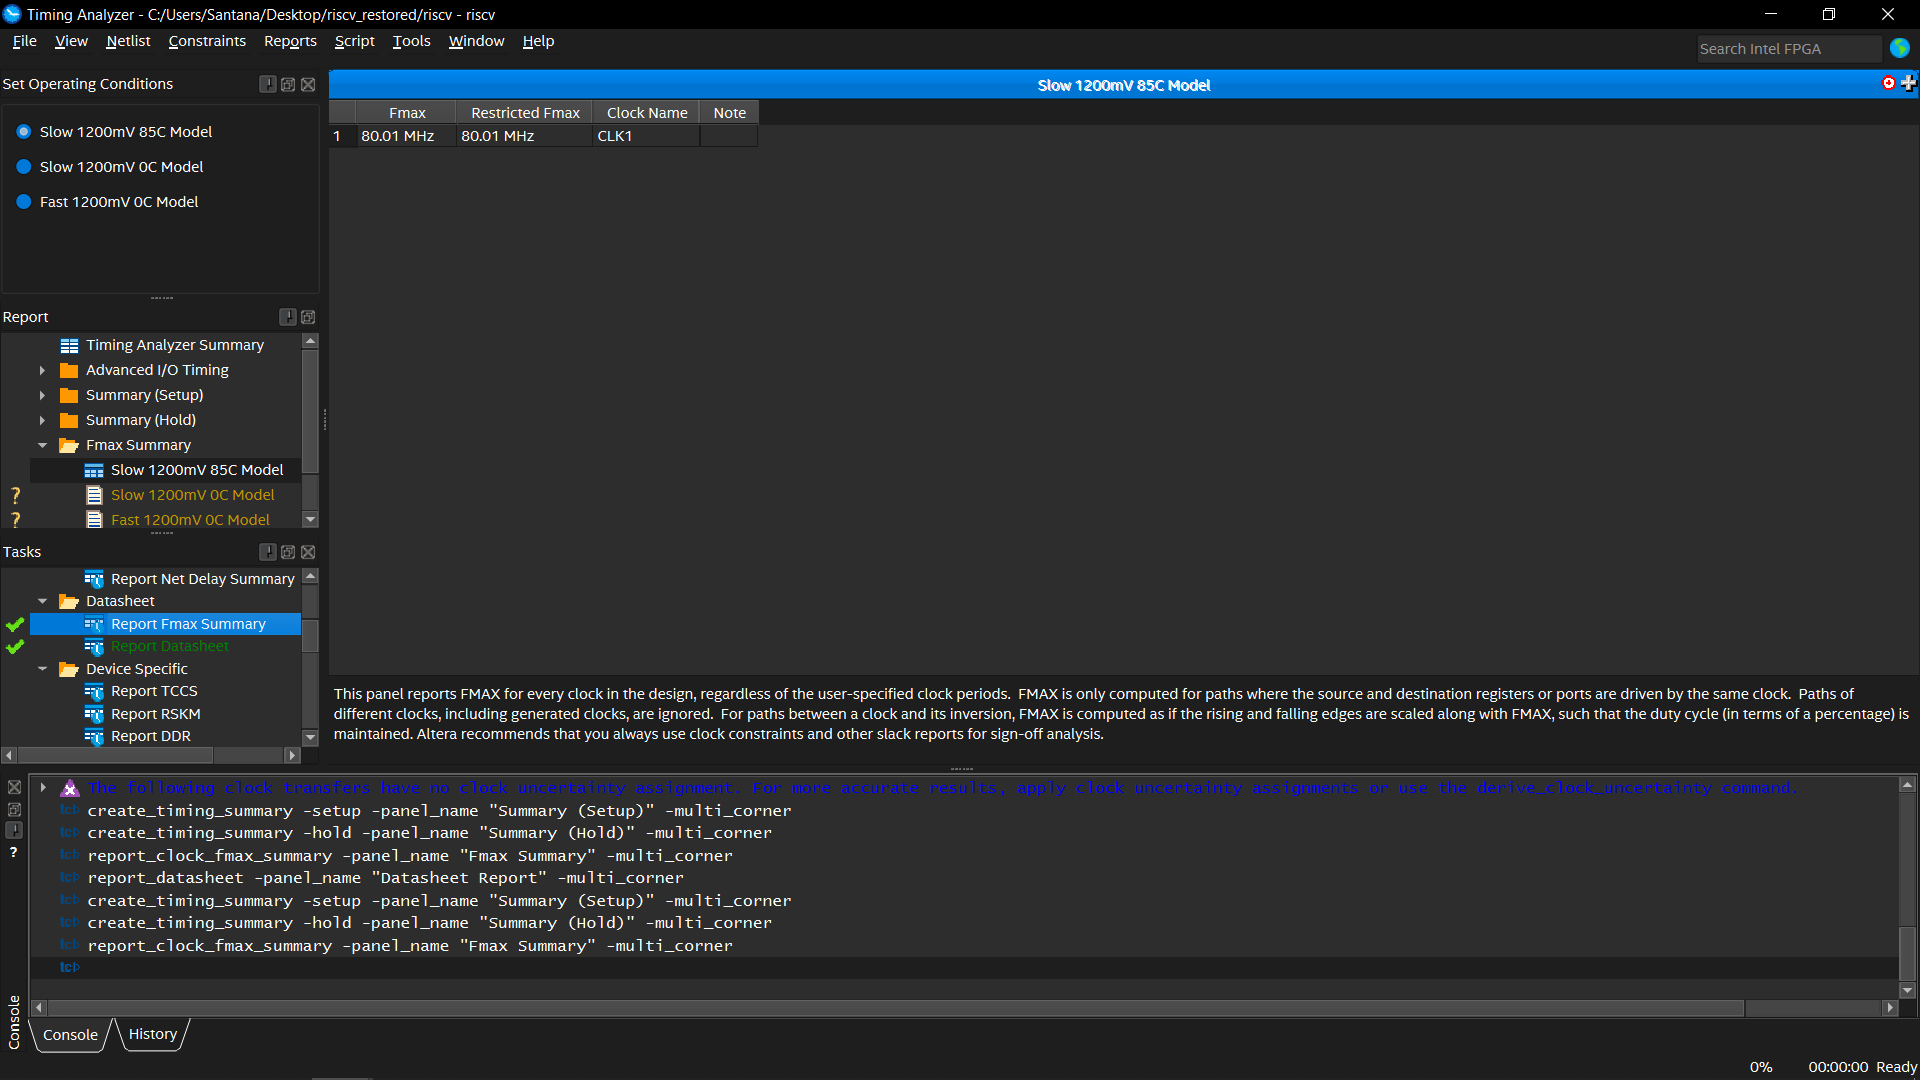 Timing Analyzer - C:/Users/Santana/Desktop/riscv_restored/riscv - riscv
File View Netlist Constraints Reports Script Tools Window Help
Search Intel FPGA
Set Operating Conditions
Slow 1200mV 85C Model
Slow 1200mV 0C Model
Fast 1200mV 0C Model
Report
Timing Analyzer Summary
Advanced I/O Timing
Summary (Setup)
Summary (Hold)
Fmax Summary
Slow 1200mV 85C Model
? Slow 1200mV 0C Model
? Fast 1200mV 0C Model
Tasks
Report Net Delay Summary
Datasheet
Report Fmax Summary
Report Datasheet
Device Specific
Report TCCS
Report RSKM
Report DDR
Slow 1200mV 85C Model
Fmax Restricted Fmax Clock Name Note
1 80.01 MHz 80.01 MHz CLK1
This panel reports FMAX for every clock in the design, regardless of the user-specified clock periods.  FMAX is only computed for paths where the source and destination registers or ports are driven by the same clock.  Paths of
different clocks, including generated clocks, are ignored.  For paths between a clock and its inversion, FMAX is computed as if the rising and falling edges are scaled along with FMAX, such that the duty cycle (in terms of a percentage) is
maintained. Altera recommends that you always use clock constraints and other slack reports for sign-off analysis.
The following clock transfers have no clock uncertainty assignment. For more accurate results, apply clock uncertainty assignments or use the derive_clock_uncertainty command.
tcl> create_timing_summary -setup -panel_name "Summary (Setup)" -multi_corner
tcl> create_timing_summary -hold -panel_name "Summary (Hold)" -multi_corner
tcl> report_clock_fmax_summary -panel_name "Fmax Summary" -multi_corner
tcl> report_datasheet -panel_name "Datasheet Report" -multi_corner
tcl> create_timing_summary -setup -panel_name "Summary (Setup)" -multi_corner
tcl> create_timing_summary -hold -panel_name "Summary (Hold)" -multi_corner
tcl> report_clock_fmax_summary -panel_name "Fmax Summary" -multi_corner
tcl>
?
Console
Console History
0% 00:00:00 Ready